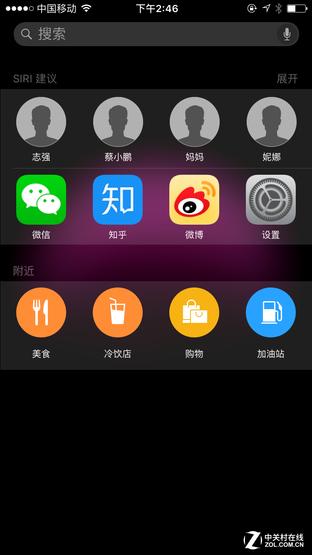 中国移动 下午2:46
搜索
SIRI 建议 展开
志强 蔡小鹏 妈妈 妮娜
知
微信 知乎 微博 设置
附近
美食 冷饮店 购物 加油站
Z 中关村在线
ZOL.COM.CN